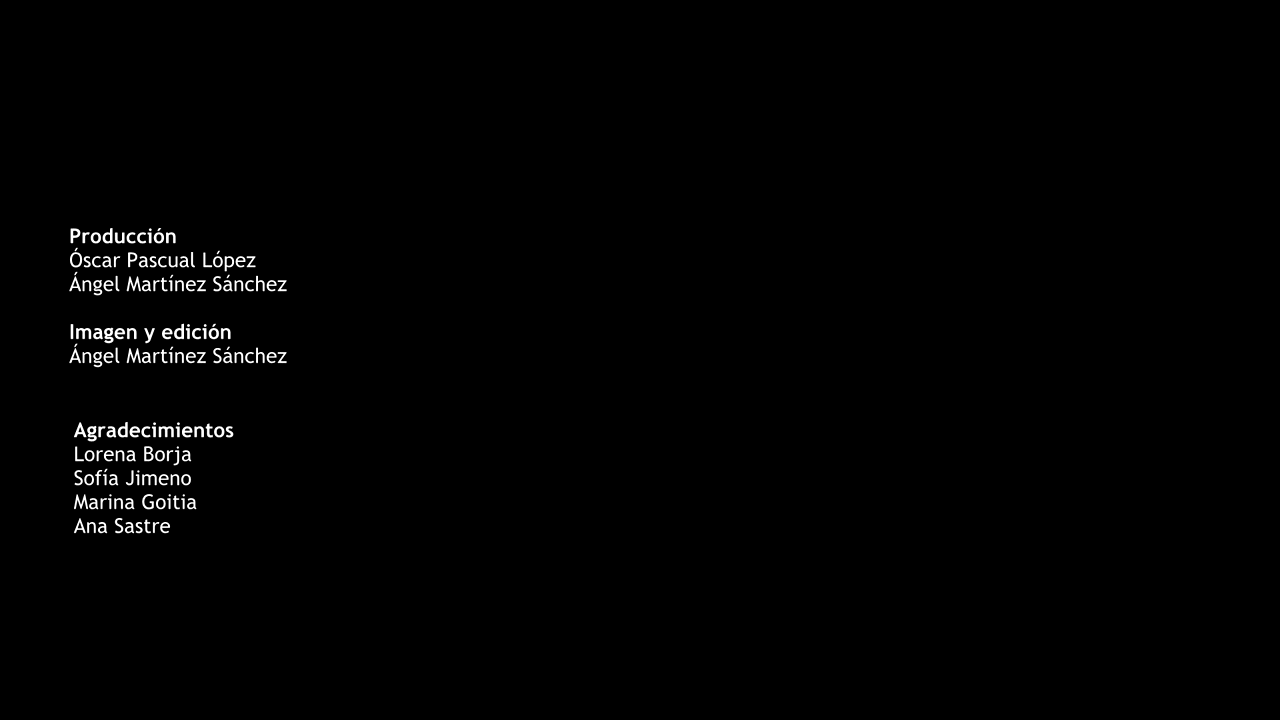 Producción
Óscar Pascual López
Ángel Martínez Sánchez
Imagen y edición
Ángel Martínez Sánchez
Agradecimientos
Lorena Borja
Sofía Jimeno
Marina Goitia
Ana Sastre